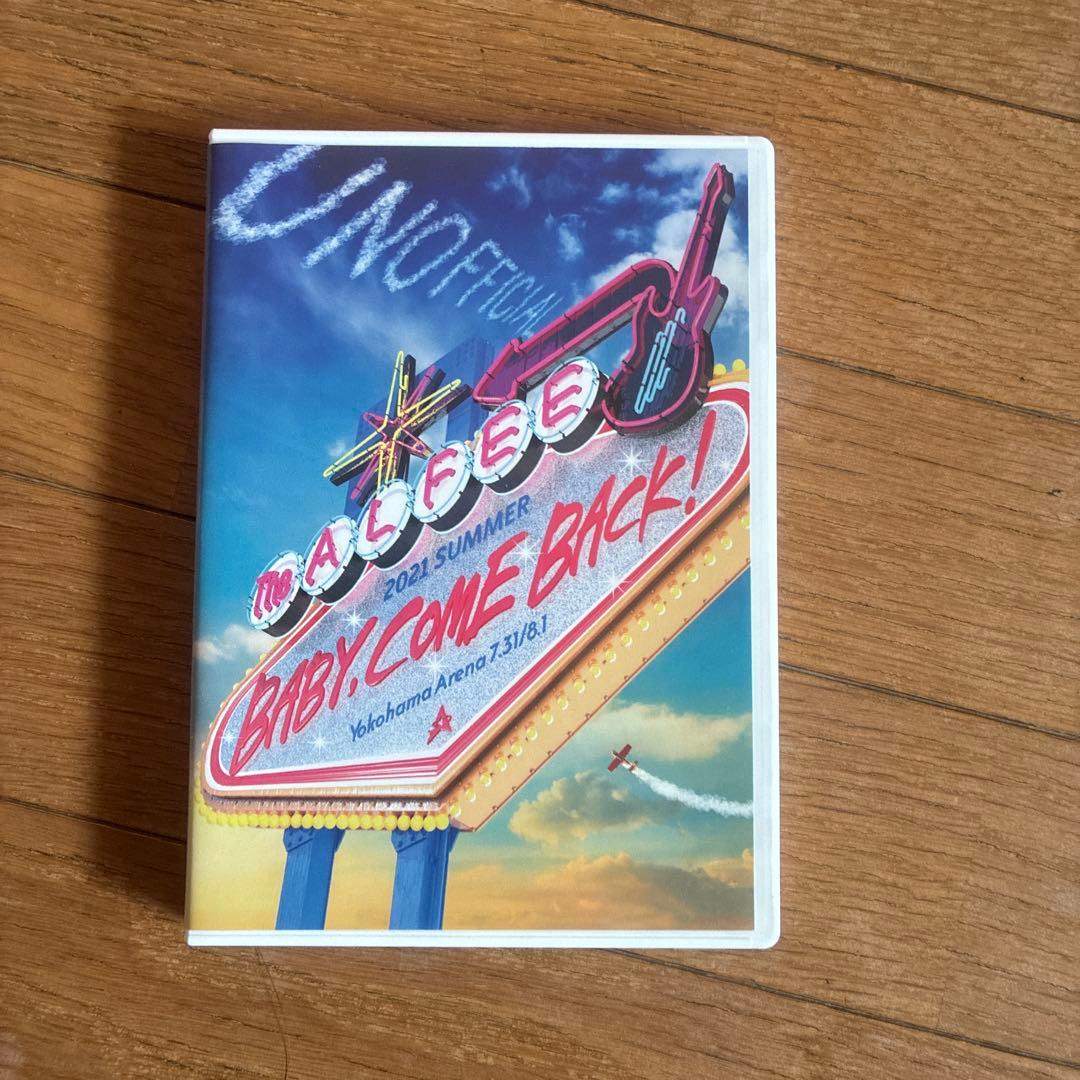 UNOFFICIAL
The ALFEE
2021 SUMMER
BABY, COME BACK!
Yokohama Arena 7.31/8.1